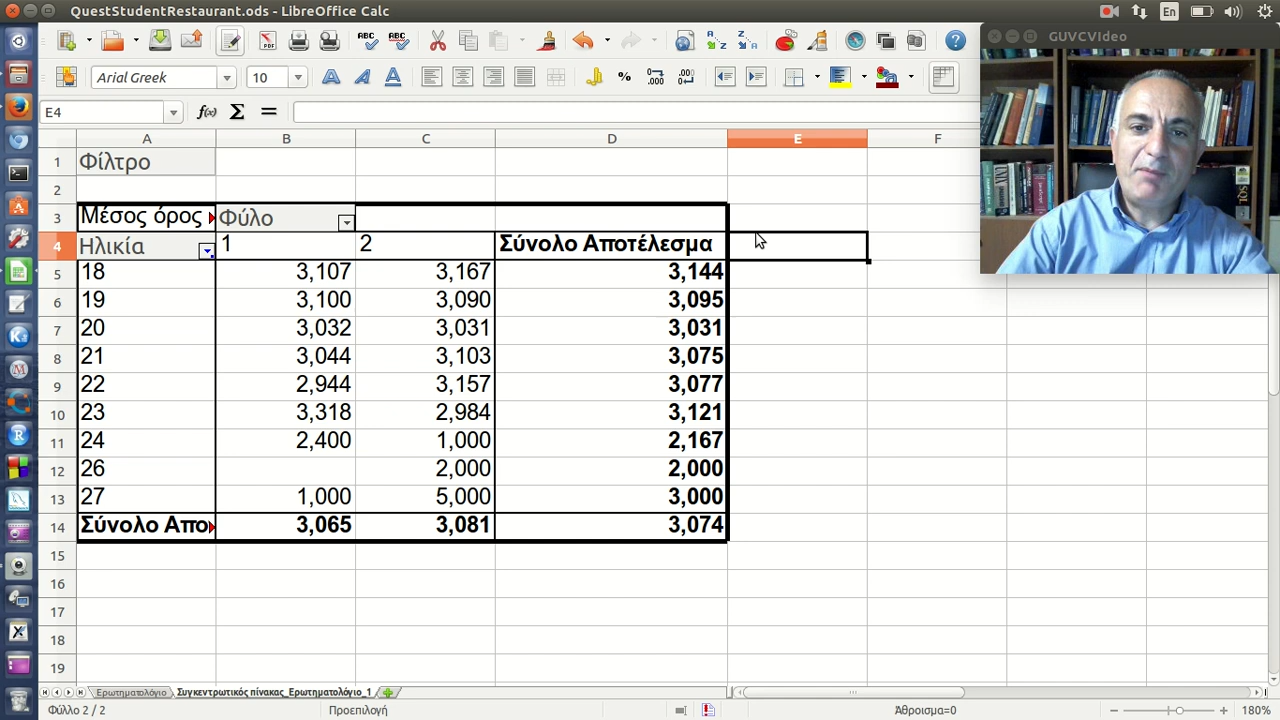 QuestStudentRestaurant.ods - LibreOffice Calc
En
GUVCVIdeo
Arial Greek
10
E4
A B C D E F
1 Φίλτρο
2
3 Μέσος όρος Φύλο
4 Ηλικία 1 2 Σύνολο Αποτέλεσμα
5 18 3,107 3,167 3,144
6 19 3,100 3,090 3,095
7 20 3,032 3,031 3,031
8 21 3,044 3,103 3,075
9 22 2,944 3,157 3,077
10 23 3,318 2,984 3,121
11 24 2,400 1,000 2,167
12 26 2,000 2,000
13 27 1,000 5,000 3,000
14 Σύνολο Απο 3,065 3,081 3,074
15
16
17
18
19
Ερωτηματολόγιο Συγκεντρωτικός πίνακας_Ερωτηματολόγιο_1
Φύλλο 2 / 2 Προεπιλογή Άθροισμα=0 180%